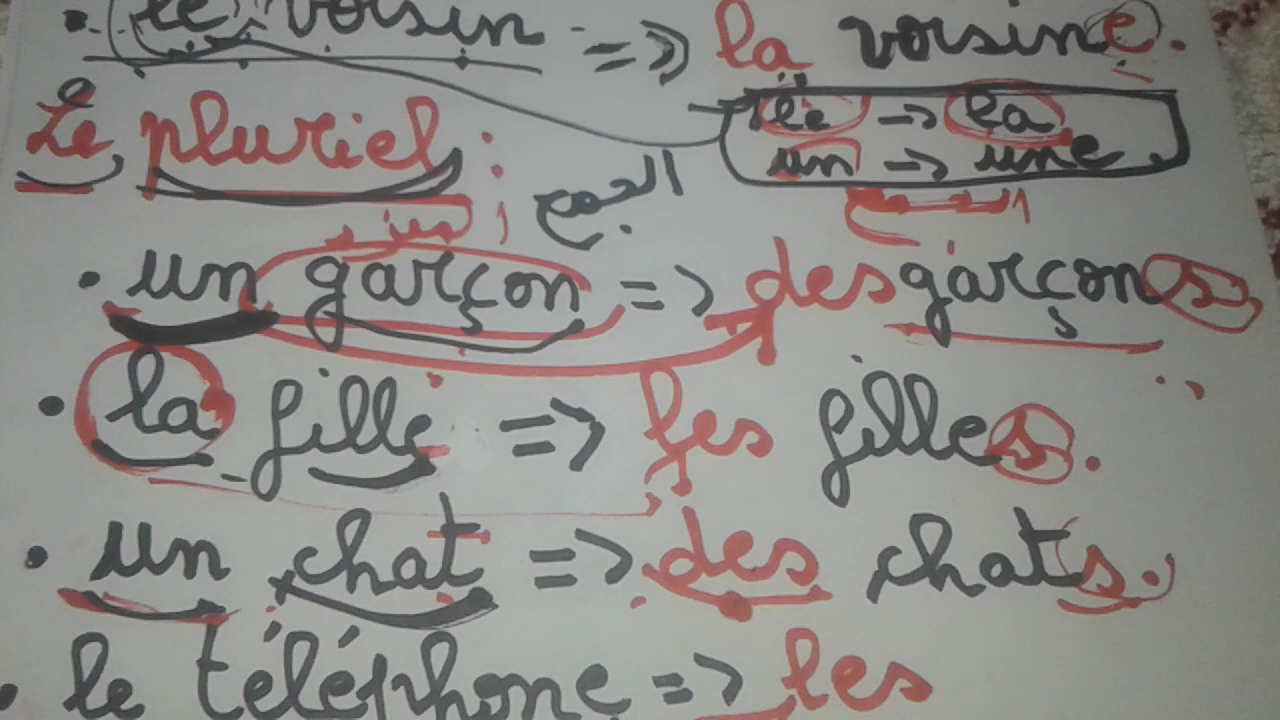 • le voisin => la voisine.
le -> la
un -> une
Le pluriel : الجمع
• un garçon => des garçons
• la fille => les filles.
• un chat => des chats.
• le téléphone => les